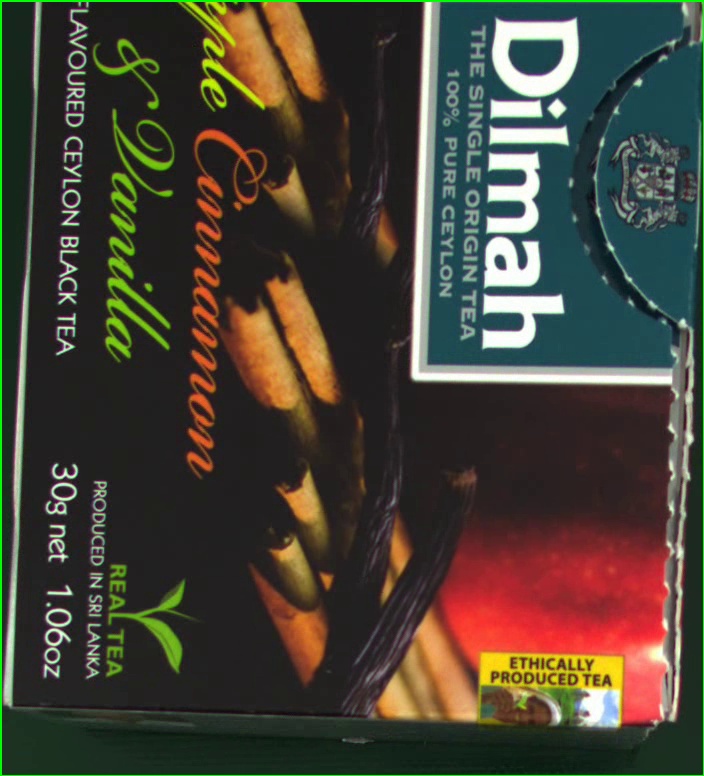 Dilmah
THE SINGLE ORIGIN TEA
100% PURE CEYLON
Cinnamon
& Vanilla
FLAVOURED CEYLON BLACK TEA
REAL TEA
PRODUCED IN SRI LANKA
30g net 1.06oz
ETHICALLY
PRODUCED TEA